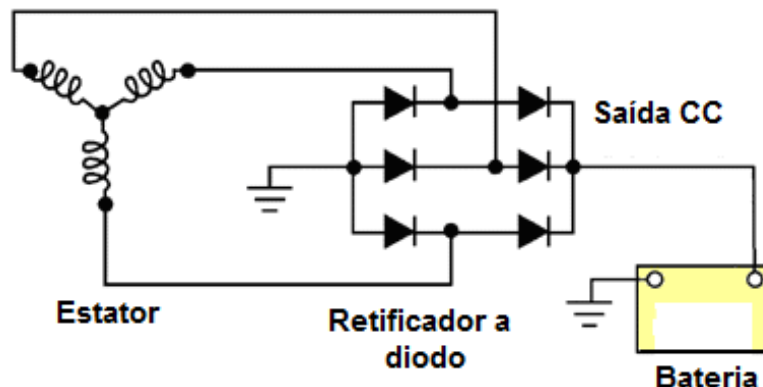 Saída CC
Estator
Retificador a
diodo
Bateria